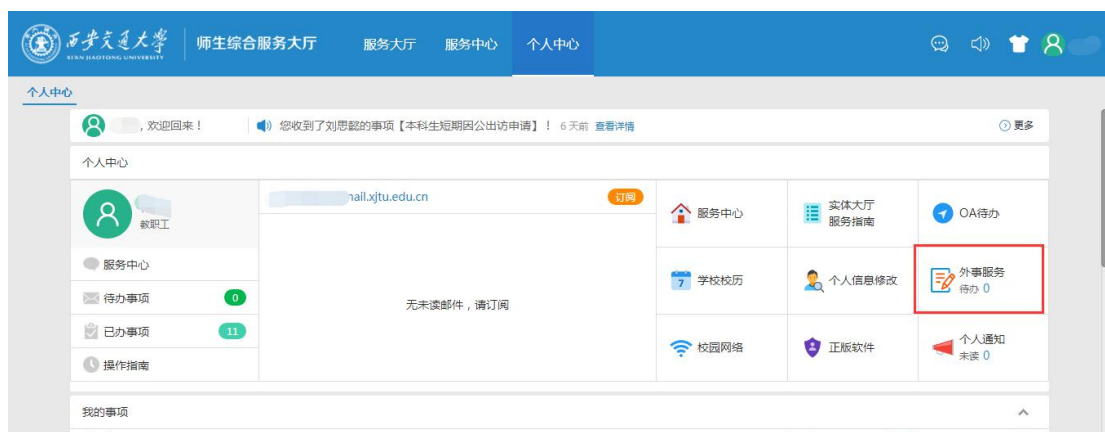 西安交通大学
XI'AN JIAOTONG UNIVERSITY
师生综合服务大厅
服务大厅
服务中心
个人中心
个人中心
，欢迎回来！
您收到了刘思懿的事项【本科生短期因公出访申请】！ 6天前 查看详情
更多
个人中心
教职工
服务中心
待办事项 0
已办事项 11
操作指南
mail.xjtu.edu.cn
订阅
无未读邮件，请订阅
服务中心
实体大厅
服务指南
OA待办
7 学校校历
个人信息修改
外事服务
待办 0
校园网络
正版软件
个人通知
未读 0
我的事项